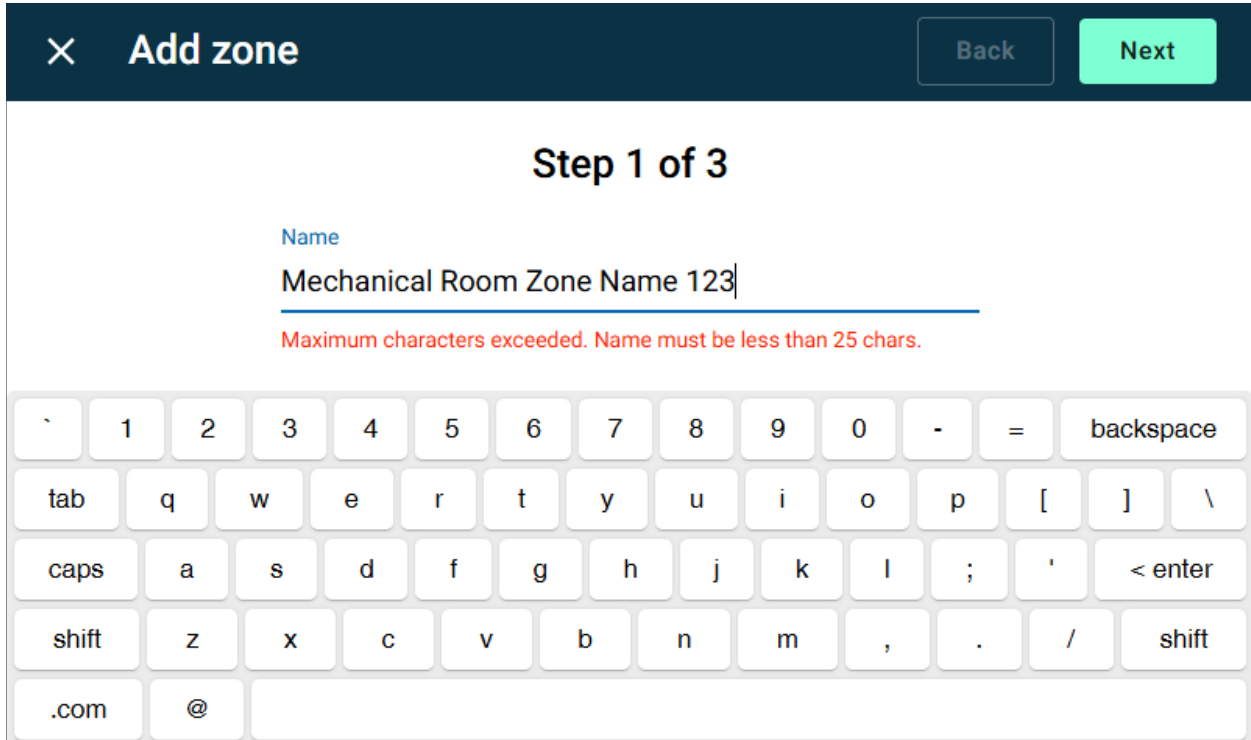 × Add zone Back Next
Step 1 of 3
Name
Mechanical Room Zone Name 123
Maximum characters exceeded. Name must be less than 25 chars.
` 1 2 3 4 5 6 7 8 9 0 - = backspace
tab q w e r t y u i o p [ ] \
caps a s d f g h j k l ; ' < enter
shift z x c v b n m , . / shift
.com @